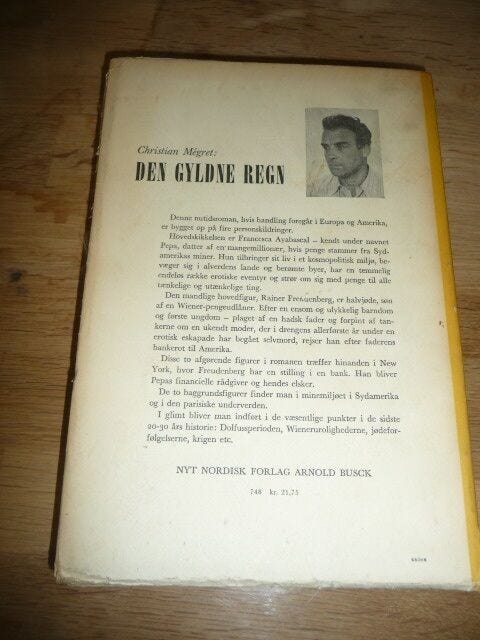 Christian Mégret:
DEN GYLDNE REGN
Denne nutidsroman, hvis handling foregår i Europa og Amerika,
er bygget op på fire personskildringer.
Hovedskikkelsen er Francesca Ayabascal – kendt under navnet
Pepa, datter af en mangemillionær, hvis penge stammer fra Syd-
amerikas miner. Hun tilbringer sit liv i et kosmopolitisk miljø, be-
væger sig i alverdens lande og berømte byer, har en temmelig
endeløs række erotiske eventyr og strør om sig med penge til alle
tænkelige og utænkelige ting.
Den mandlige hovedfigur, Rainer Freudenberg, er halvjøde, søn
af en Wiener-pengeudlåner. Efter en ensom og ulykkelig barndom
og første ungdom – plaget af en hadsk fader og forpint af tan-
kerne om en ukendt moder, der i drengens allerførste år under en
erotisk eskapade har begået selvmord, rejser han efter faderens
bankerot til Amerika.
Disse to afgørende figurer i romanen træffer hinanden i New
York, hvor Freudenberg har en stilling i en bank. Han bliver
Pepas financielle rådgiver og hendes elsker.
De to baggrundsfigurer finder man i minemiljøet i Sydamerika
og i den parisiske underverden.
I glimt bliver man indført i de væsentlige punkter i de sidste
20-30 års historie: Dolfussperioden, Wienerurolighederne, jødefor-
følgelserne, krigen etc.
NYT NORDISK FORLAG ARNOLD BUSCK
748 kr. 21,75